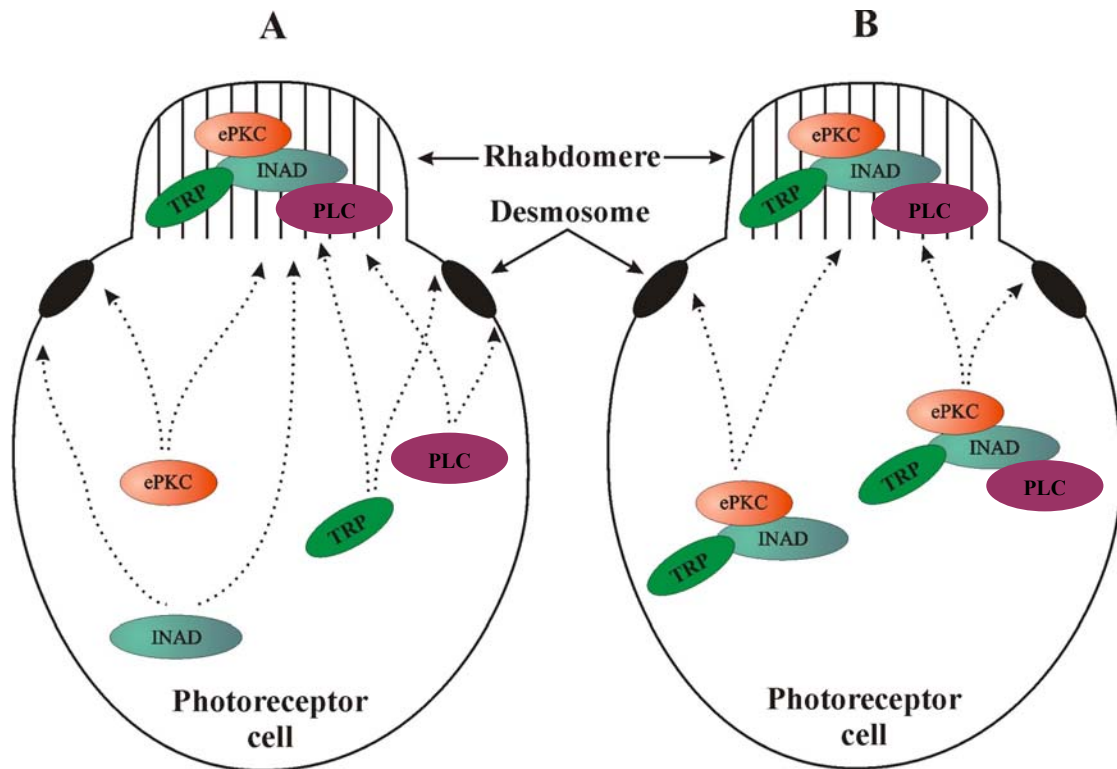 A
B
ePKC
INAD
TRP
PLC
Rhabdomere
Desmosome
ePKC
INAD
TRP
PLC
ePKC
PLC
TRP
INAD
Photoreceptor
cell
ePKC
INAD
TRP
PLC
ePKC
INAD
TRP
Photoreceptor
cell